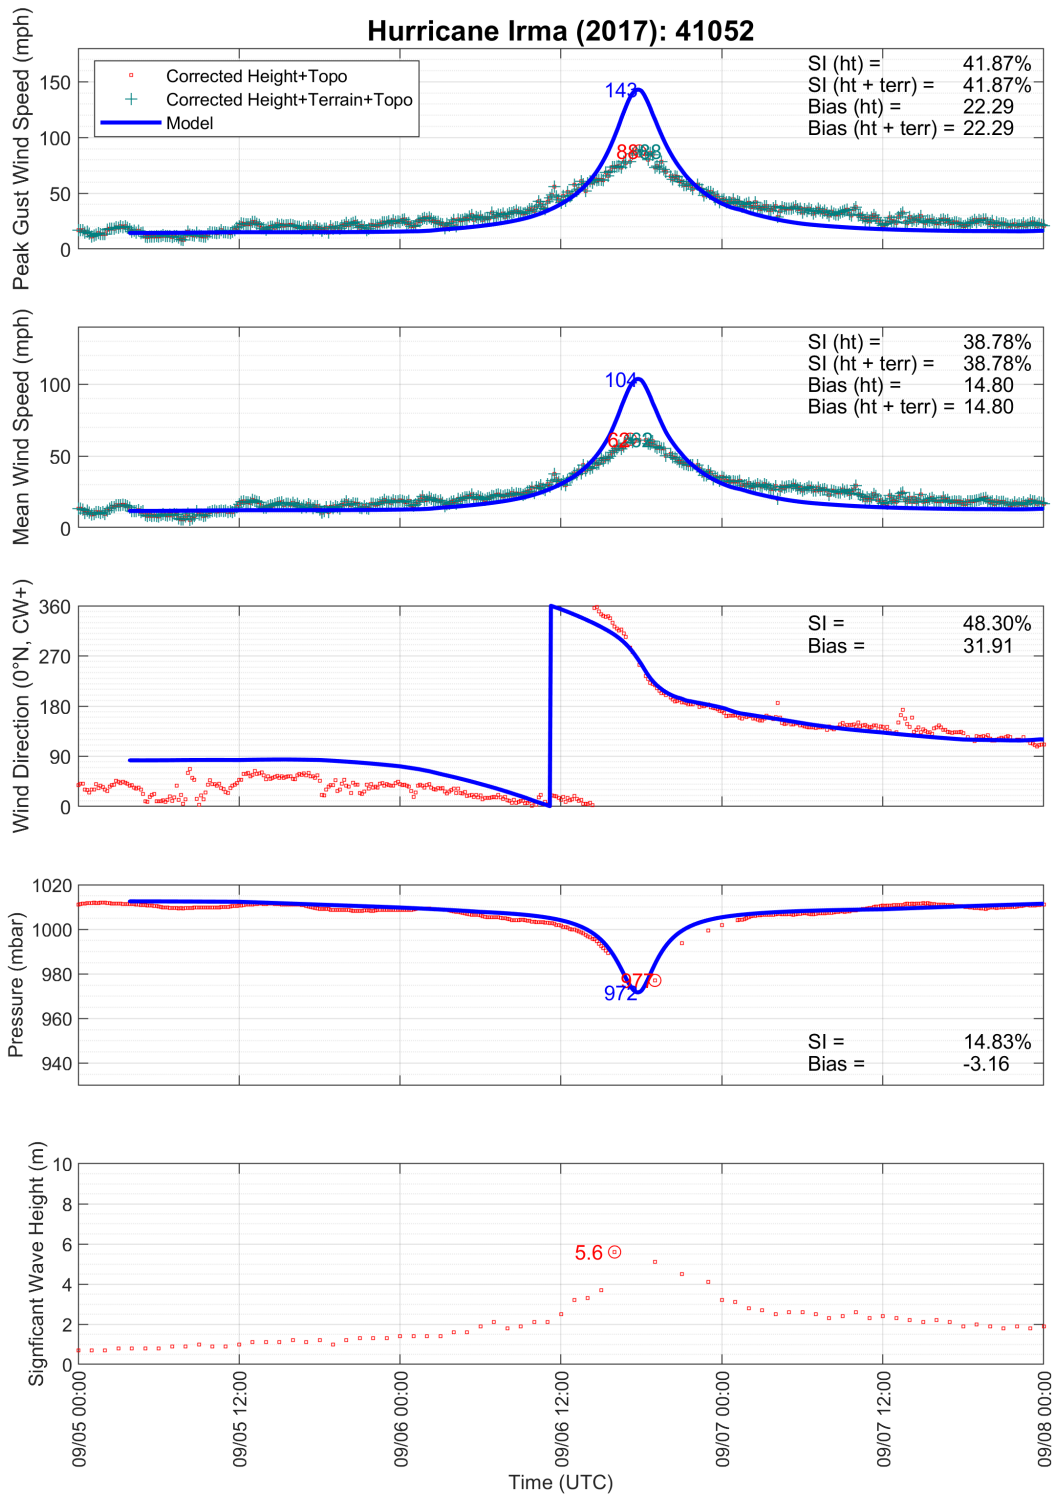 Hurricane Irma (2017): 41052
Peak Gust Wind Speed (mph)
150
100
50
0
Corrected Height+Topo
Corrected Height+Terrain+Topo
Model
SI (ht) = 41.87%
SI (ht + terr) = 41.87%
Bias (ht) = 22.29
Bias (ht + terr) = 22.29
143
88
Mean Wind Speed (mph)
100
50
0
SI (ht) = 38.78%
SI (ht + terr) = 38.78%
Bias (ht) = 14.80
Bias (ht + terr) = 14.80
104
62
Wind Direction (0°N, CW+)
360
270
180
90
0
SI = 48.30%
Bias = 31.91
Pressure (mbar)
1020
1000
980
960
940
977
972
SI = 14.83%
Bias = -3.16
Signficant Wave Height (m)
10
8
6
4
2
0
5.6
09/05 00:00
09/05 12:00
09/06 00:00
09/06 12:00
09/07 00:00
09/07 12:00
09/08 00:00
Time (UTC)